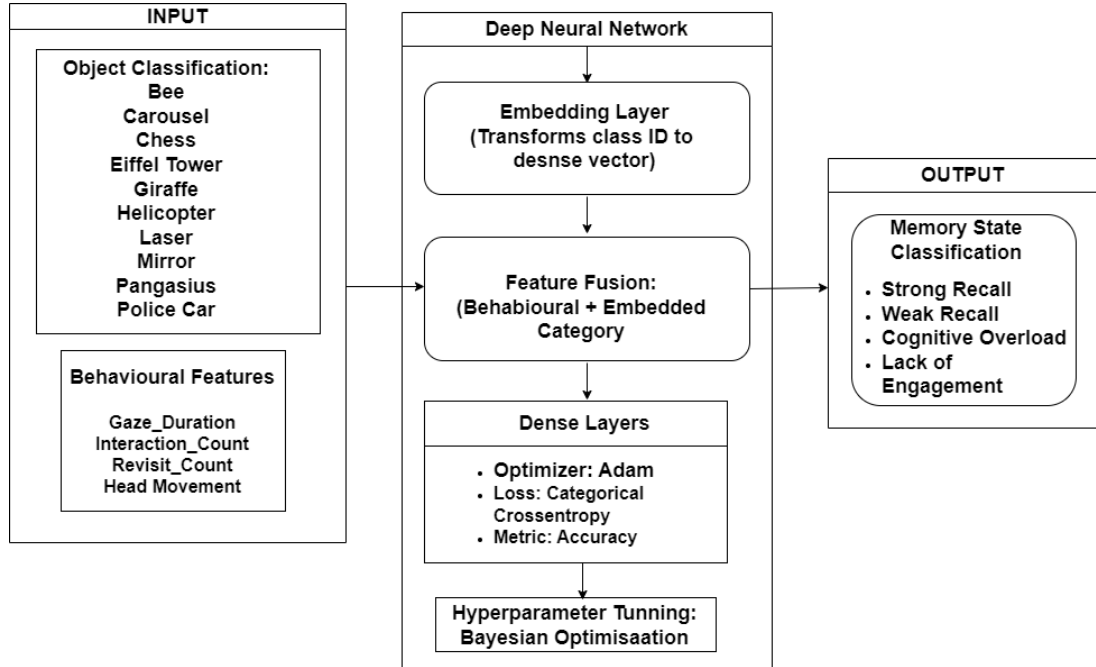 INPUT
Object Classification:
Bee
Carousel
Chess
Eiffel Tower
Giraffe
Helicopter
Laser
Mirror
Pangasius
Police Car
Behavioural Features
Gaze_Duration
Interaction_Count
Revisit_Count
Head Movement
Deep Neural Network
Embedding Layer
(Transforms class ID to
desnse vector)
Feature Fusion:
(Behabioural + Embedded
Category
Dense Layers
• Optimizer: Adam
• Loss: Categorical
Crossentropy
• Metric: Accuracy
Hyperparameter Tunning:
Bayesian Optimisaation
OUTPUT
Memory State
Classification
• Strong Recall
• Weak Recall
• Cognitive Overload
• Lack of
Engagement